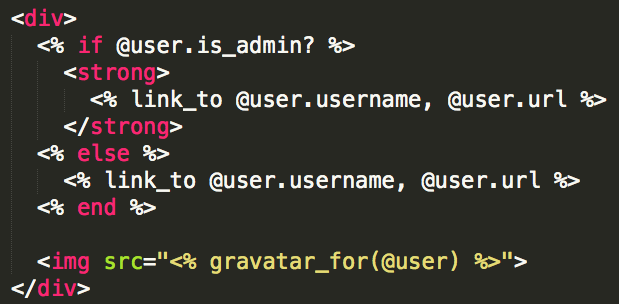 <div>
  <% if @user.is_admin? %>
    <strong>
      <% link_to @user.username, @user.url %>
    </strong>
  <% else %>
    <% link_to @user.username, @user.url %>
  <% end %>

  <img src="<% gravatar_for(@user) %>">
</div>